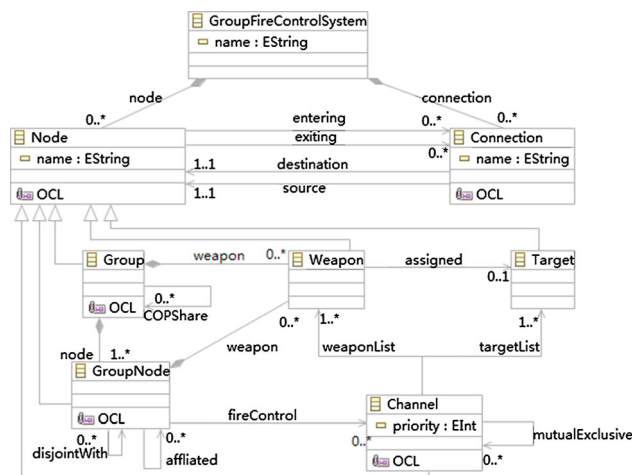 GroupFireControlSystem
name : EString
node
connection
0..*
0..*
entering
0..*
exiting
0..*
Node
name : EString
OCL
Connection
name : EString
OCL
1..1
destination
1..1
source
Group
OCL
weapon
0..*
0..*
COPShare
Weapon
assigned
0..1
Target
node
1..*
0..*
weapon
1..*
weaponList
1..*
targetList
GroupNode
OCL
fireControl
0..*
Channel
priority : EInt
OCL
mutualExclusive
0..*
0..*
disjointWith
0..*
affliated